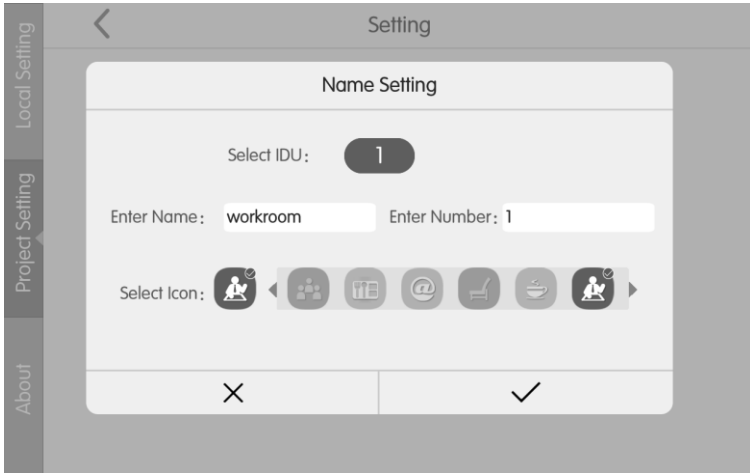 Setting
Local Setting
Project Setting
About
Name Setting
Select IDU: 1
Enter Name: workroom Enter Number: 1
Select Icon: @